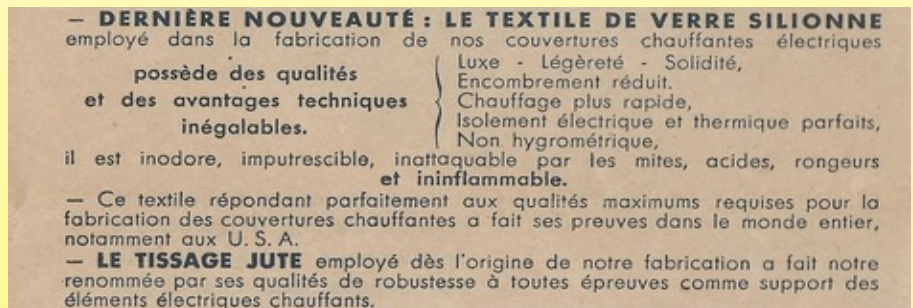 — DERNIÈRE NOUVEAUTÉ : LE TEXTILE DE VERRE SILIONNE
employé dans la fabrication de nos couvertures chauffantes électriques
possède des qualités
et des avantages techniques
inégalables.
Luxe - Légèreté - Solidité,
Encombrement réduit.
Chauffage plus rapide,
Isolement électrique et thermique parfaits,
Non hygrométrique,
il est inodore, imputrescible, inattaquable par les mites, acides, rongeurs
et ininflammable.
— Ce textile répondant parfaitement aux qualités maximums requises pour la
fabrication des couvertures chauffantes a fait ses preuves dans le monde entier,
notamment aux U. S. A.
— LE TISSAGE JUTE employé dès l'origine de notre fabrication a fait notre
renommée par ses qualités de robustesse à toutes épreuves comme support des
éléments électriques chauffants.